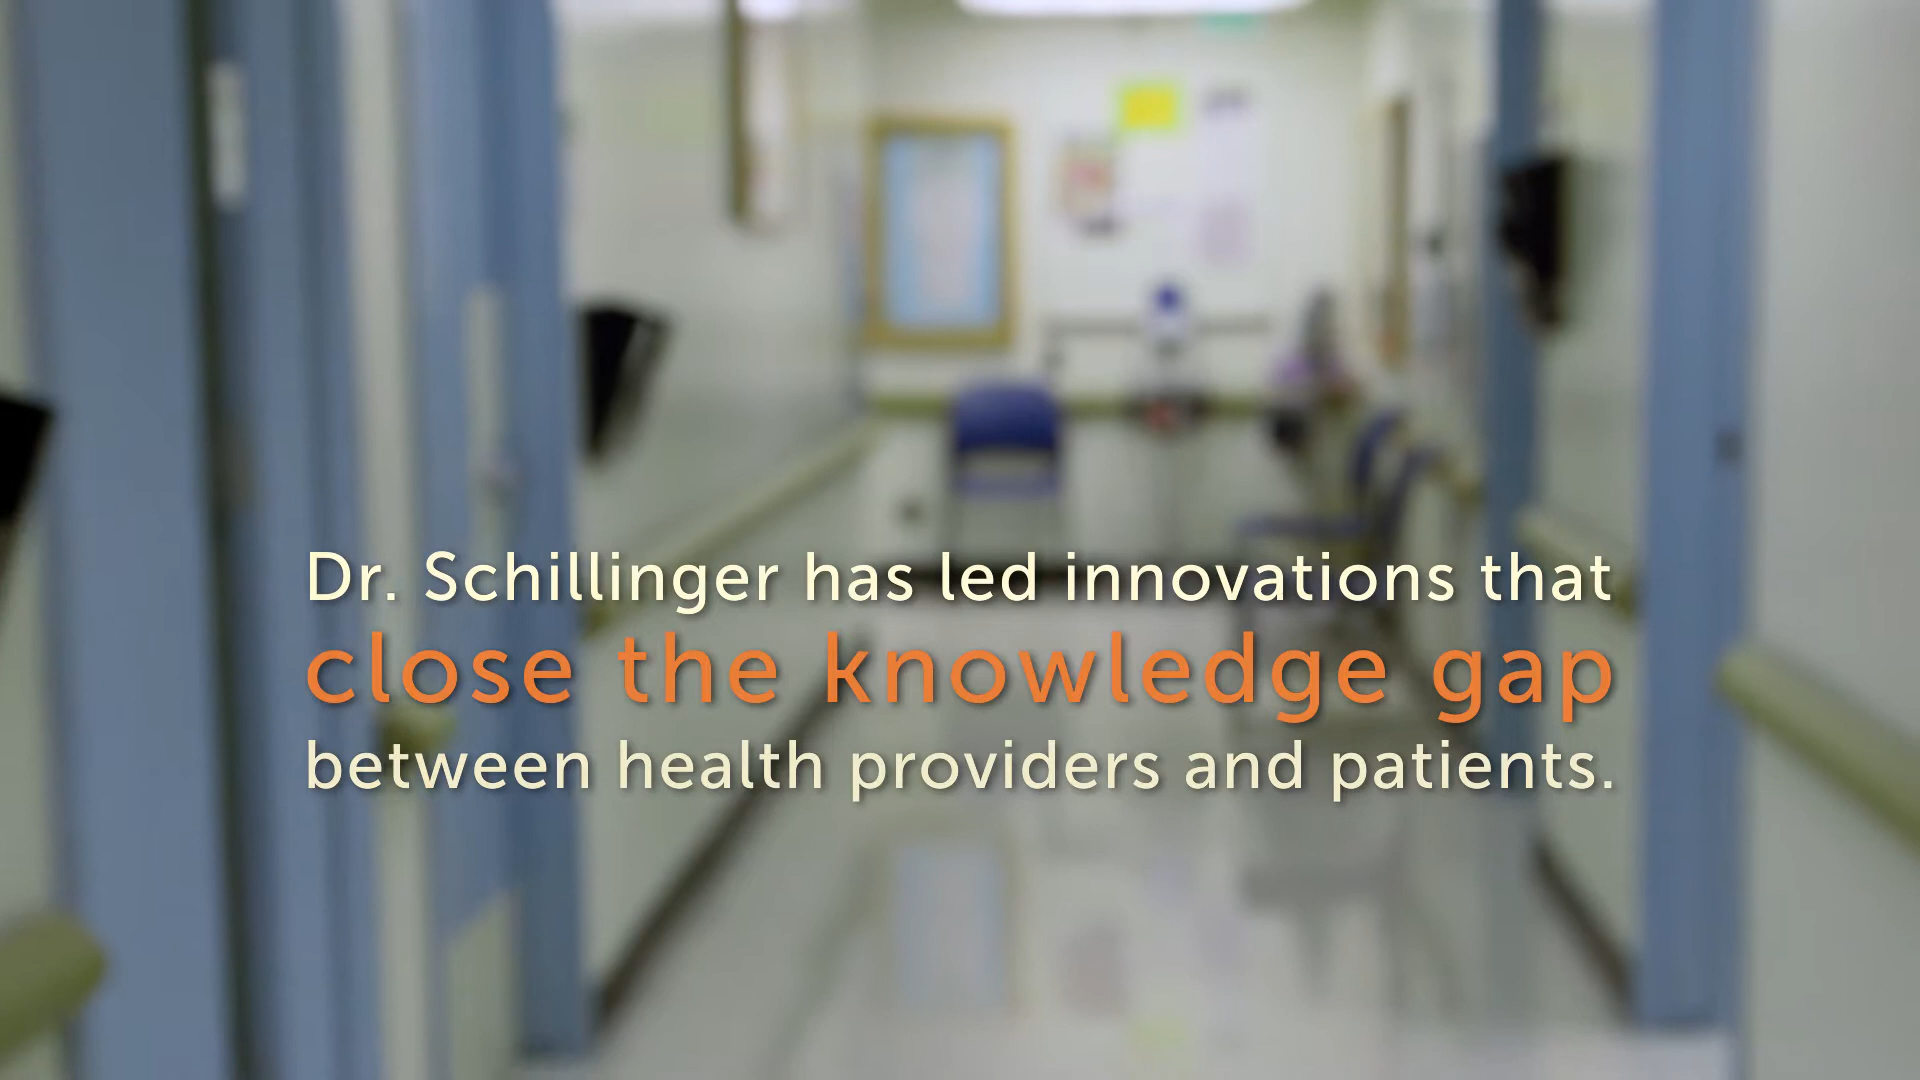 Dr. Schillinger has led innovations that
close the knowledge gap
between health providers and patients.